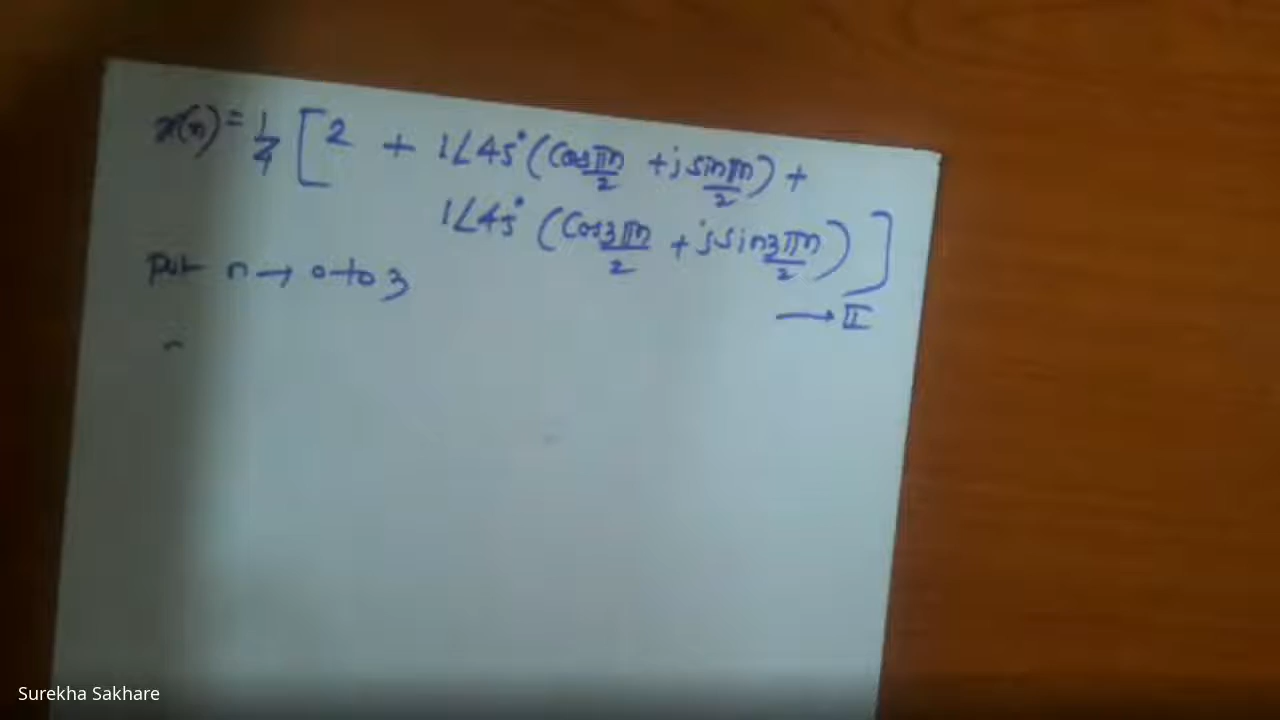 x(n) = 1/4 [ 2 + 1∠45° (cos πn/2 + j sin πn/2) +
1∠45° (cos 3πn/2 + j sin 3πn/2) ]
put n → 0 to 3
→ II
Surekha Sakhare